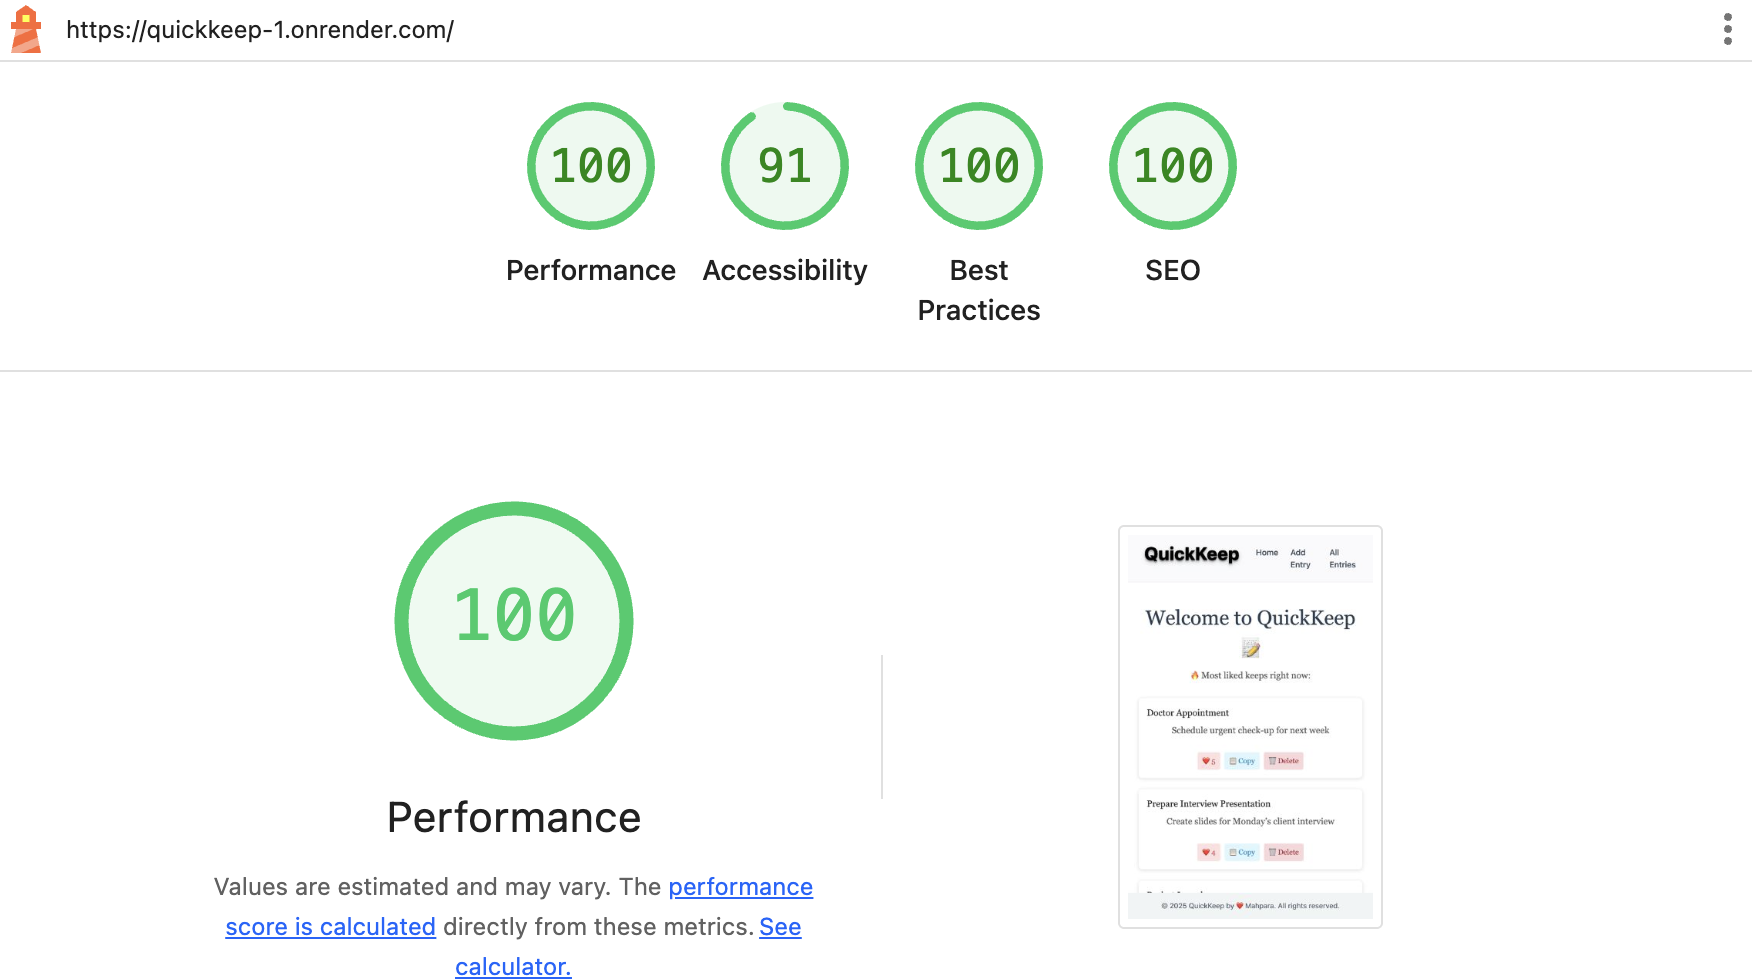 https://quickkeep-1.onrender.com/
100
91
100
100
Performance
Accessibility
Best
Practices
SEO
100
Performance
Values are estimated and may vary. The performance
score is calculated directly from these metrics. See
calculator.
QuickKeep
Home
Add
Entry
All
Entries
Welcome to QuickKeep
📝
🔥 Most liked keeps right now:
Doctor Appointment
Schedule urgent check-up for next week
❤️ 5
📋 Copy
🗑️ Delete
Prepare Interview Presentation
Create slides for Monday's client interview
❤️ 4
📋 Copy
🗑️ Delete
© 2025 QuickKeep by ❤️ Mahpara. All rights reserved.